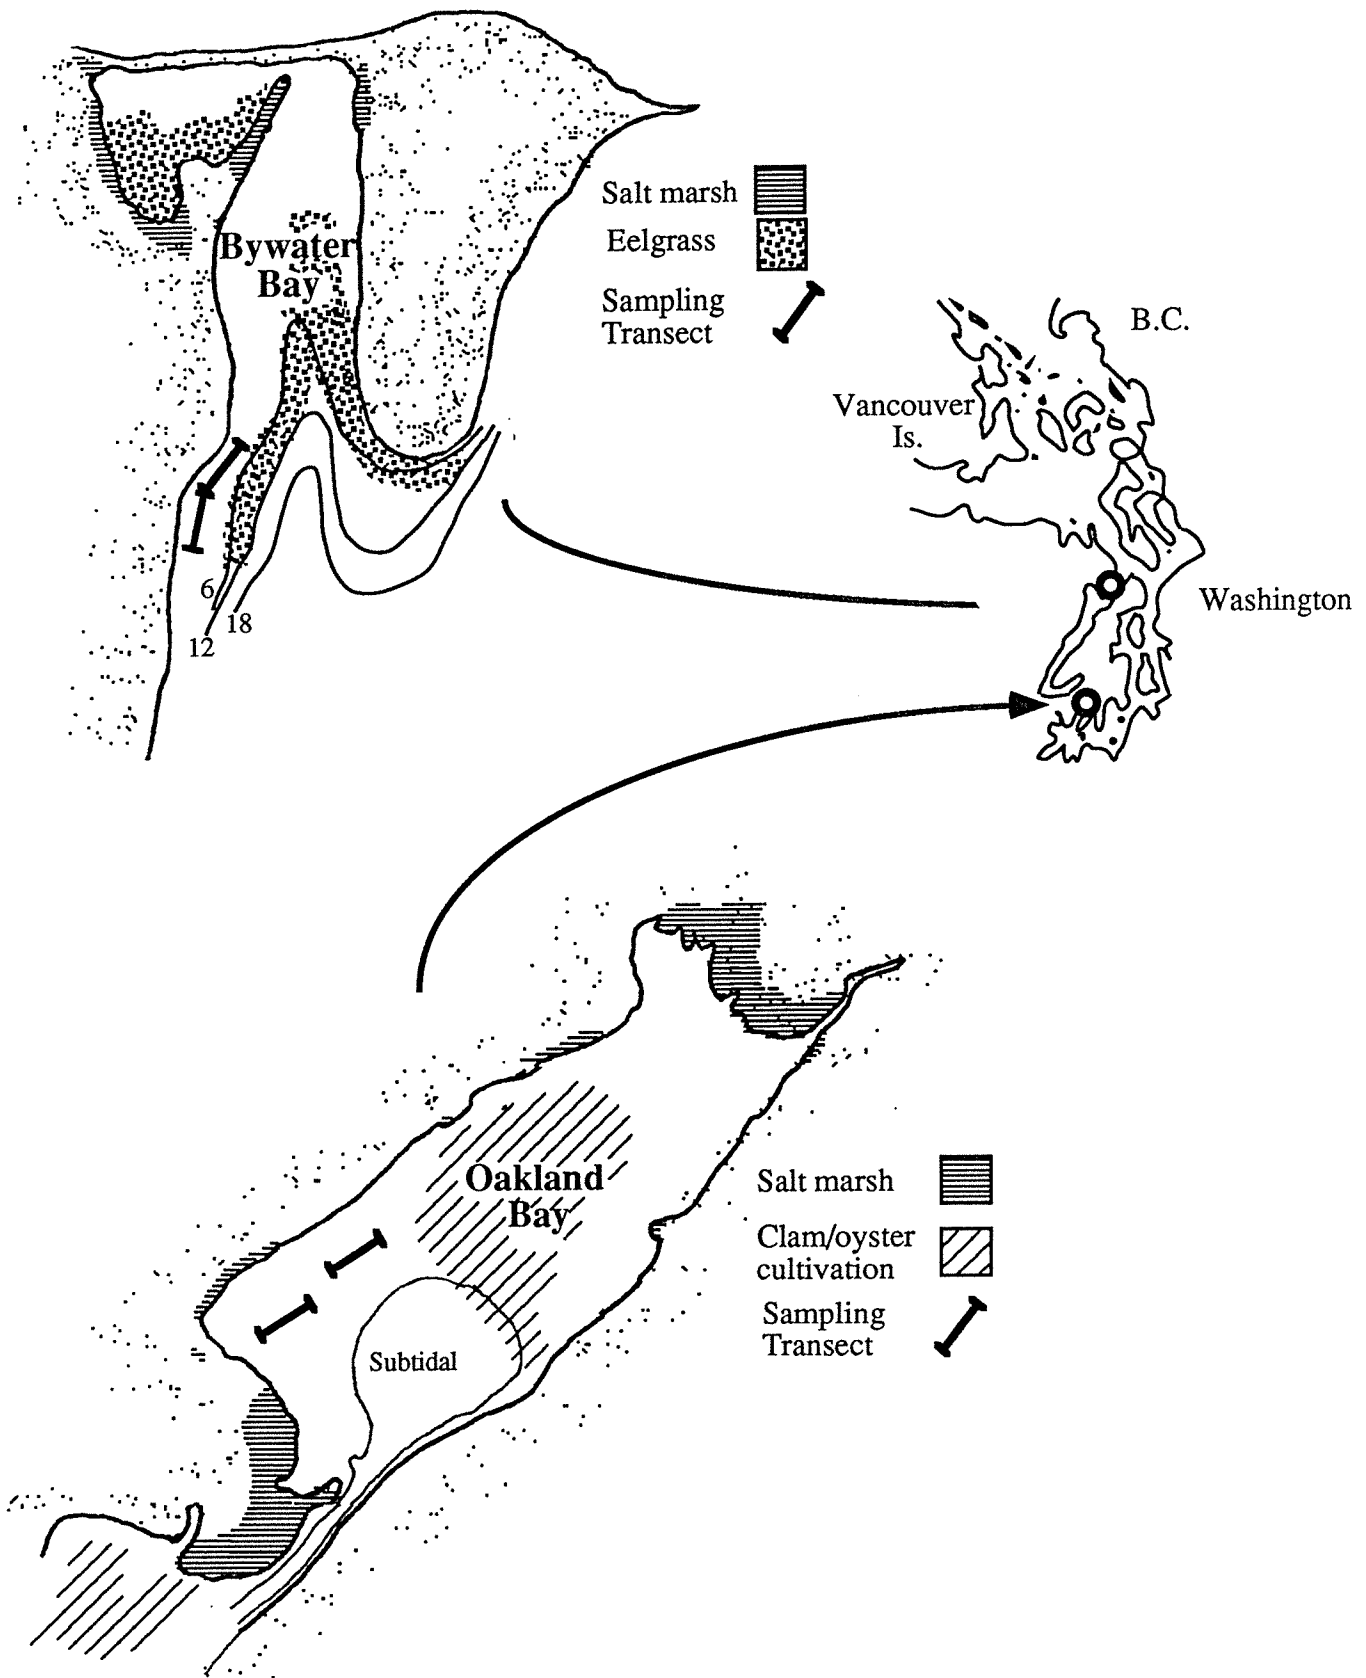 Salt marsh
Eelgrass
Sampling
Transect
Bywater
Bay
6
18
12
B.C.
Vancouver
Is.
Washington
Oakland
Bay
Subtidal
Salt marsh
Clam/oyster
cultivation
Sampling
Transect